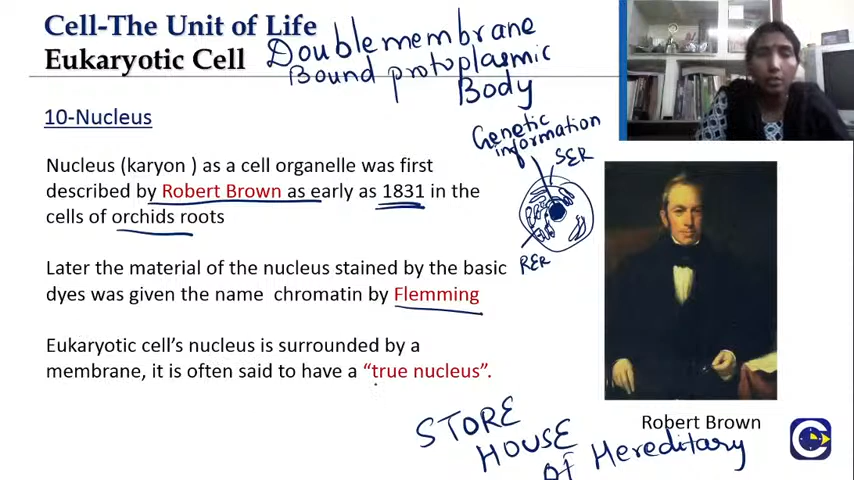 Cell-The Unit of Life
Eukaryotic Cell
Doublemembrane
Bound protoplasmic
Body
10-Nucleus
Genetic
information
SER
RER
Nucleus (karyon ) as a cell organelle was first
described by Robert Brown as early as 1831 in the
cells of orchids roots
Later the material of the nucleus stained by the basic
dyes was given the name chromatin by Flemming
Eukaryotic cell’s nucleus is surrounded by a
membrane, it is often said to have a “true nucleus”.
Robert Brown
STORE
HOUSE
of Hereditary